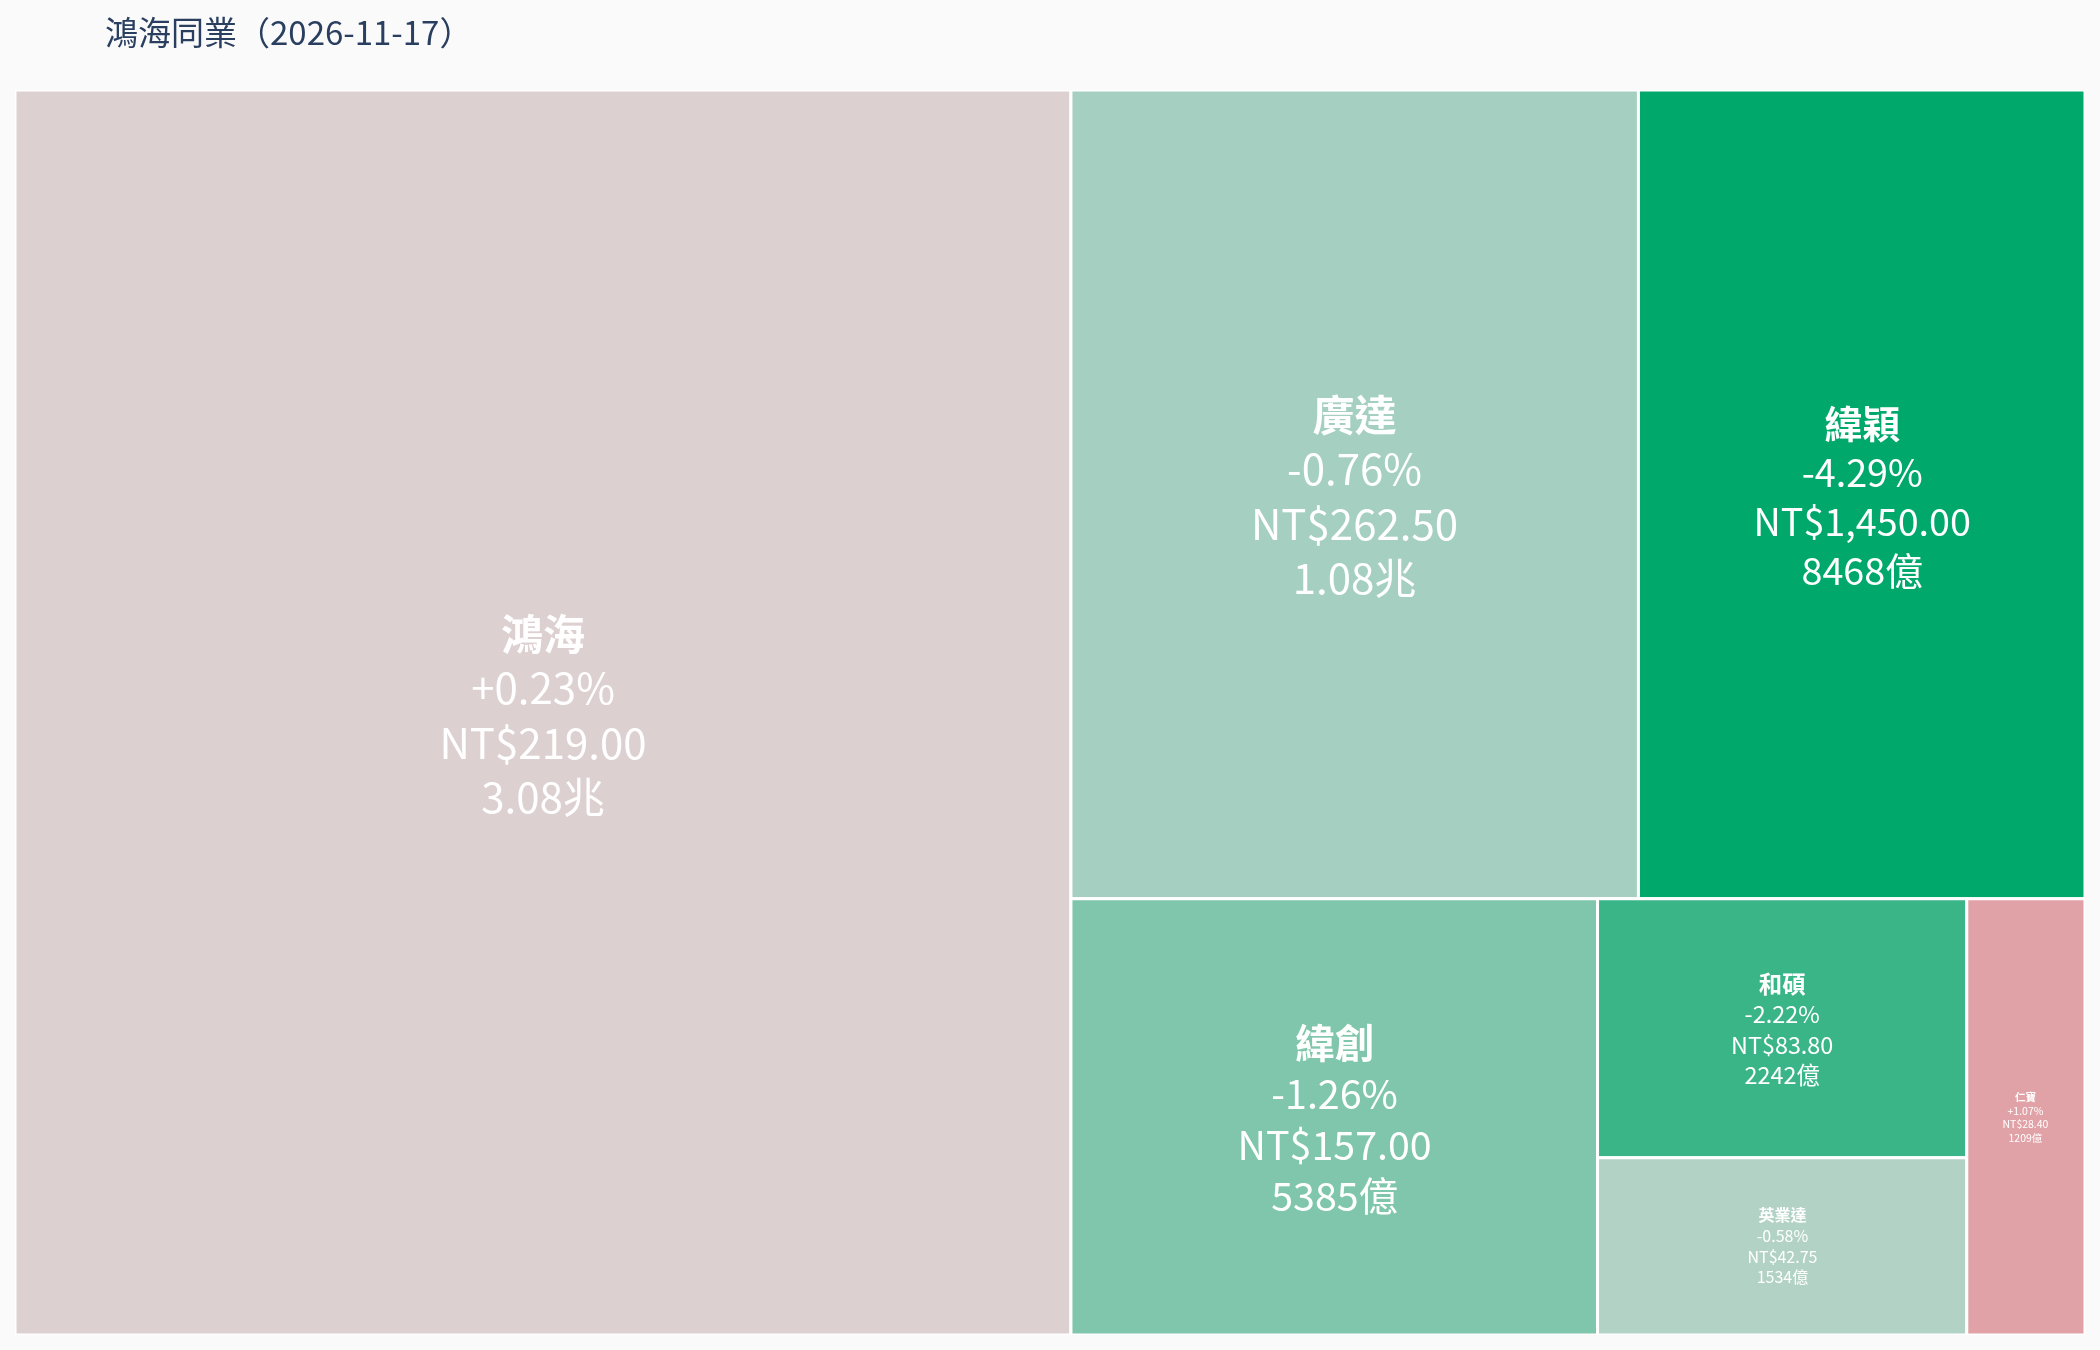 鴻海同業（2026-11-17）
鴻海
+0.23%
NT$219.00
3.08兆
廣達
-0.76%
NT$262.50
1.08兆
緯穎
-4.29%
NT$1,450.00
8468億
緯創
-1.26%
NT$157.00
5385億
和碩
-2.22%
NT$83.80
2242億
英業達
-0.58%
NT$42.75
1534億
仁寶
+1.07%
NT$28.40
1209億